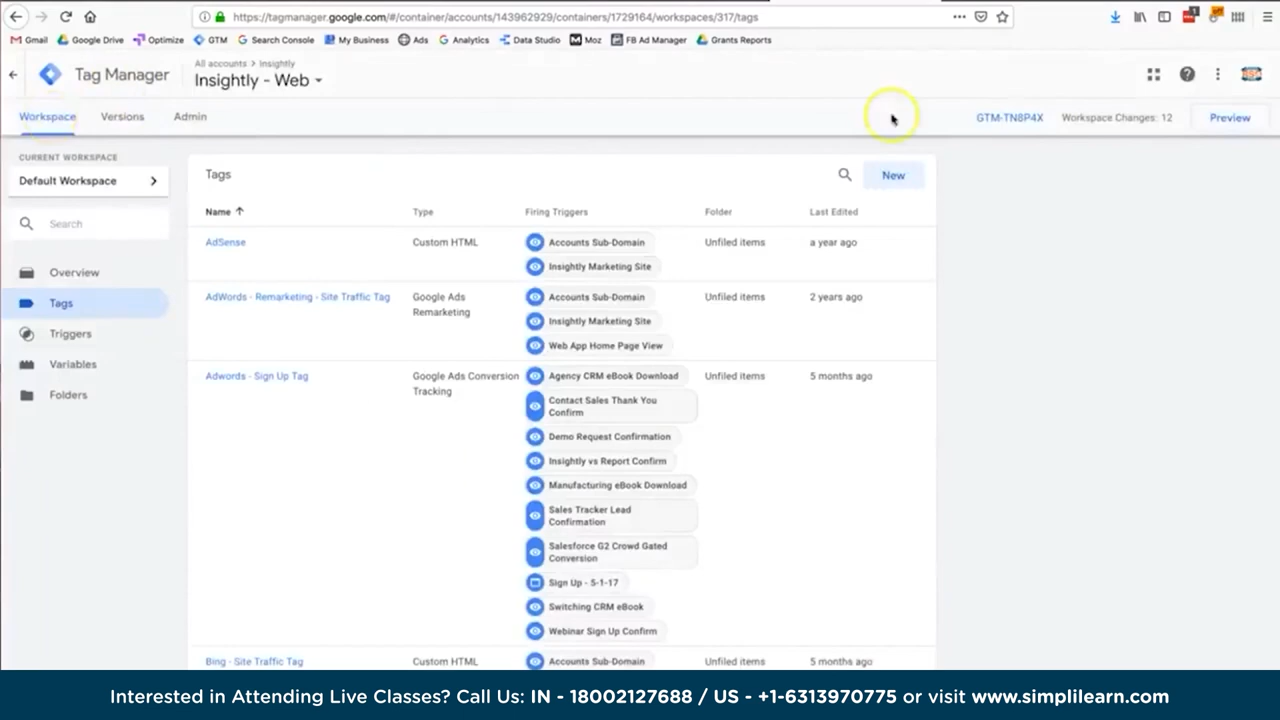 https://tagmanager.google.com/#/container/accounts/143962929/containers/1729164/workspaces/317/tags
Gmail Google Drive Optimize GTM Search Console My Business Ads Analytics Data Studio Moz FB Ad Manager Grants Reports
All accounts > Insightly
Tag Manager
Insightly - Web
Workspace Versions Admin GTM-TN8P4X Workspace Changes: 12 Preview
CURRENT WORKSPACE
Default Workspace
Search
Overview
Tags
Triggers
Variables
Folders
Tags New
Name Type Firing Triggers Folder Last Edited
AdSense Custom HTML Accounts Sub-Domain Unfiled items a year ago
Insightly Marketing Site
AdWords - Remarketing - Site Traffic Tag Google Ads Remarketing Accounts Sub-Domain Unfiled items 2 years ago
Insightly Marketing Site
Web App Home Page View
Adwords - Sign Up Tag Google Ads Conversion Tracking Agency CRM eBook Download Unfiled items 5 months ago
Contact Sales Thank You
Confirm
Demo Request Confirmation
Insightly vs Report Confirm
Manufacturing eBook Download
Sales Tracker Lead
Confirmation
Salesforce G2 Crowd Gated
Conversion
Sign Up - 5-1-17
Switching CRM eBook
Webinar Sign Up Confirm
Bing - Site Traffic Tag Custom HTML Accounts Sub-Domain Unfiled items 5 months ago
Interested in Attending Live Classes? Call Us: IN - 18002127688 / US - +1-6313970775 or visit www.simplilearn.com